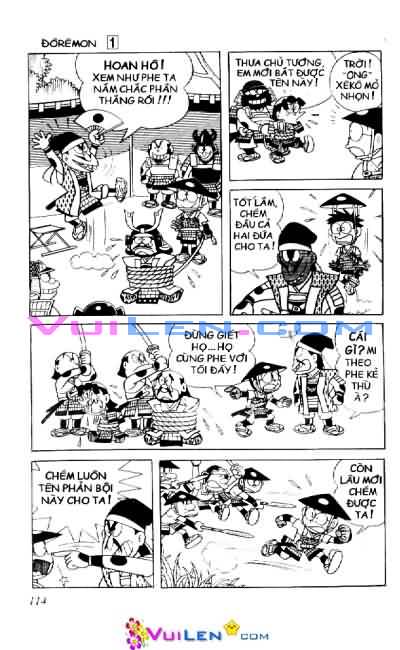 ĐÔRÊMON 1
HOAN HÔ!
XEM NHƯ PHE TA
NẮM CHẮC PHẦN
THẮNG RỒI!!!
THƯA CHỦ TƯỚNG,
EM MỚI BẮT ĐƯỢC
TÊN NÀY!
TRỜI!
"ÔNG"
XEKÔ MỎ
NHỌN!
TỐT LẮM,
CHÉM
ĐẦU CẢ
HAI ĐỨA
CHO TA!
VUILEN.COM
ĐỪNG GIẾT
HỌ...HỌ
CÙNG PHE VỚI
TÔI ĐẤY!
CÁI
GÌ? MI
THEO
PHE KẺ
THÙ
À?
CHÉM LUÔN
TÊN PHẢN BỘI
NÀY CHO TA!
CÒN
LÂU MỚI
CHÉM
ĐƯỢC
TA!
114
VUILEN.COM